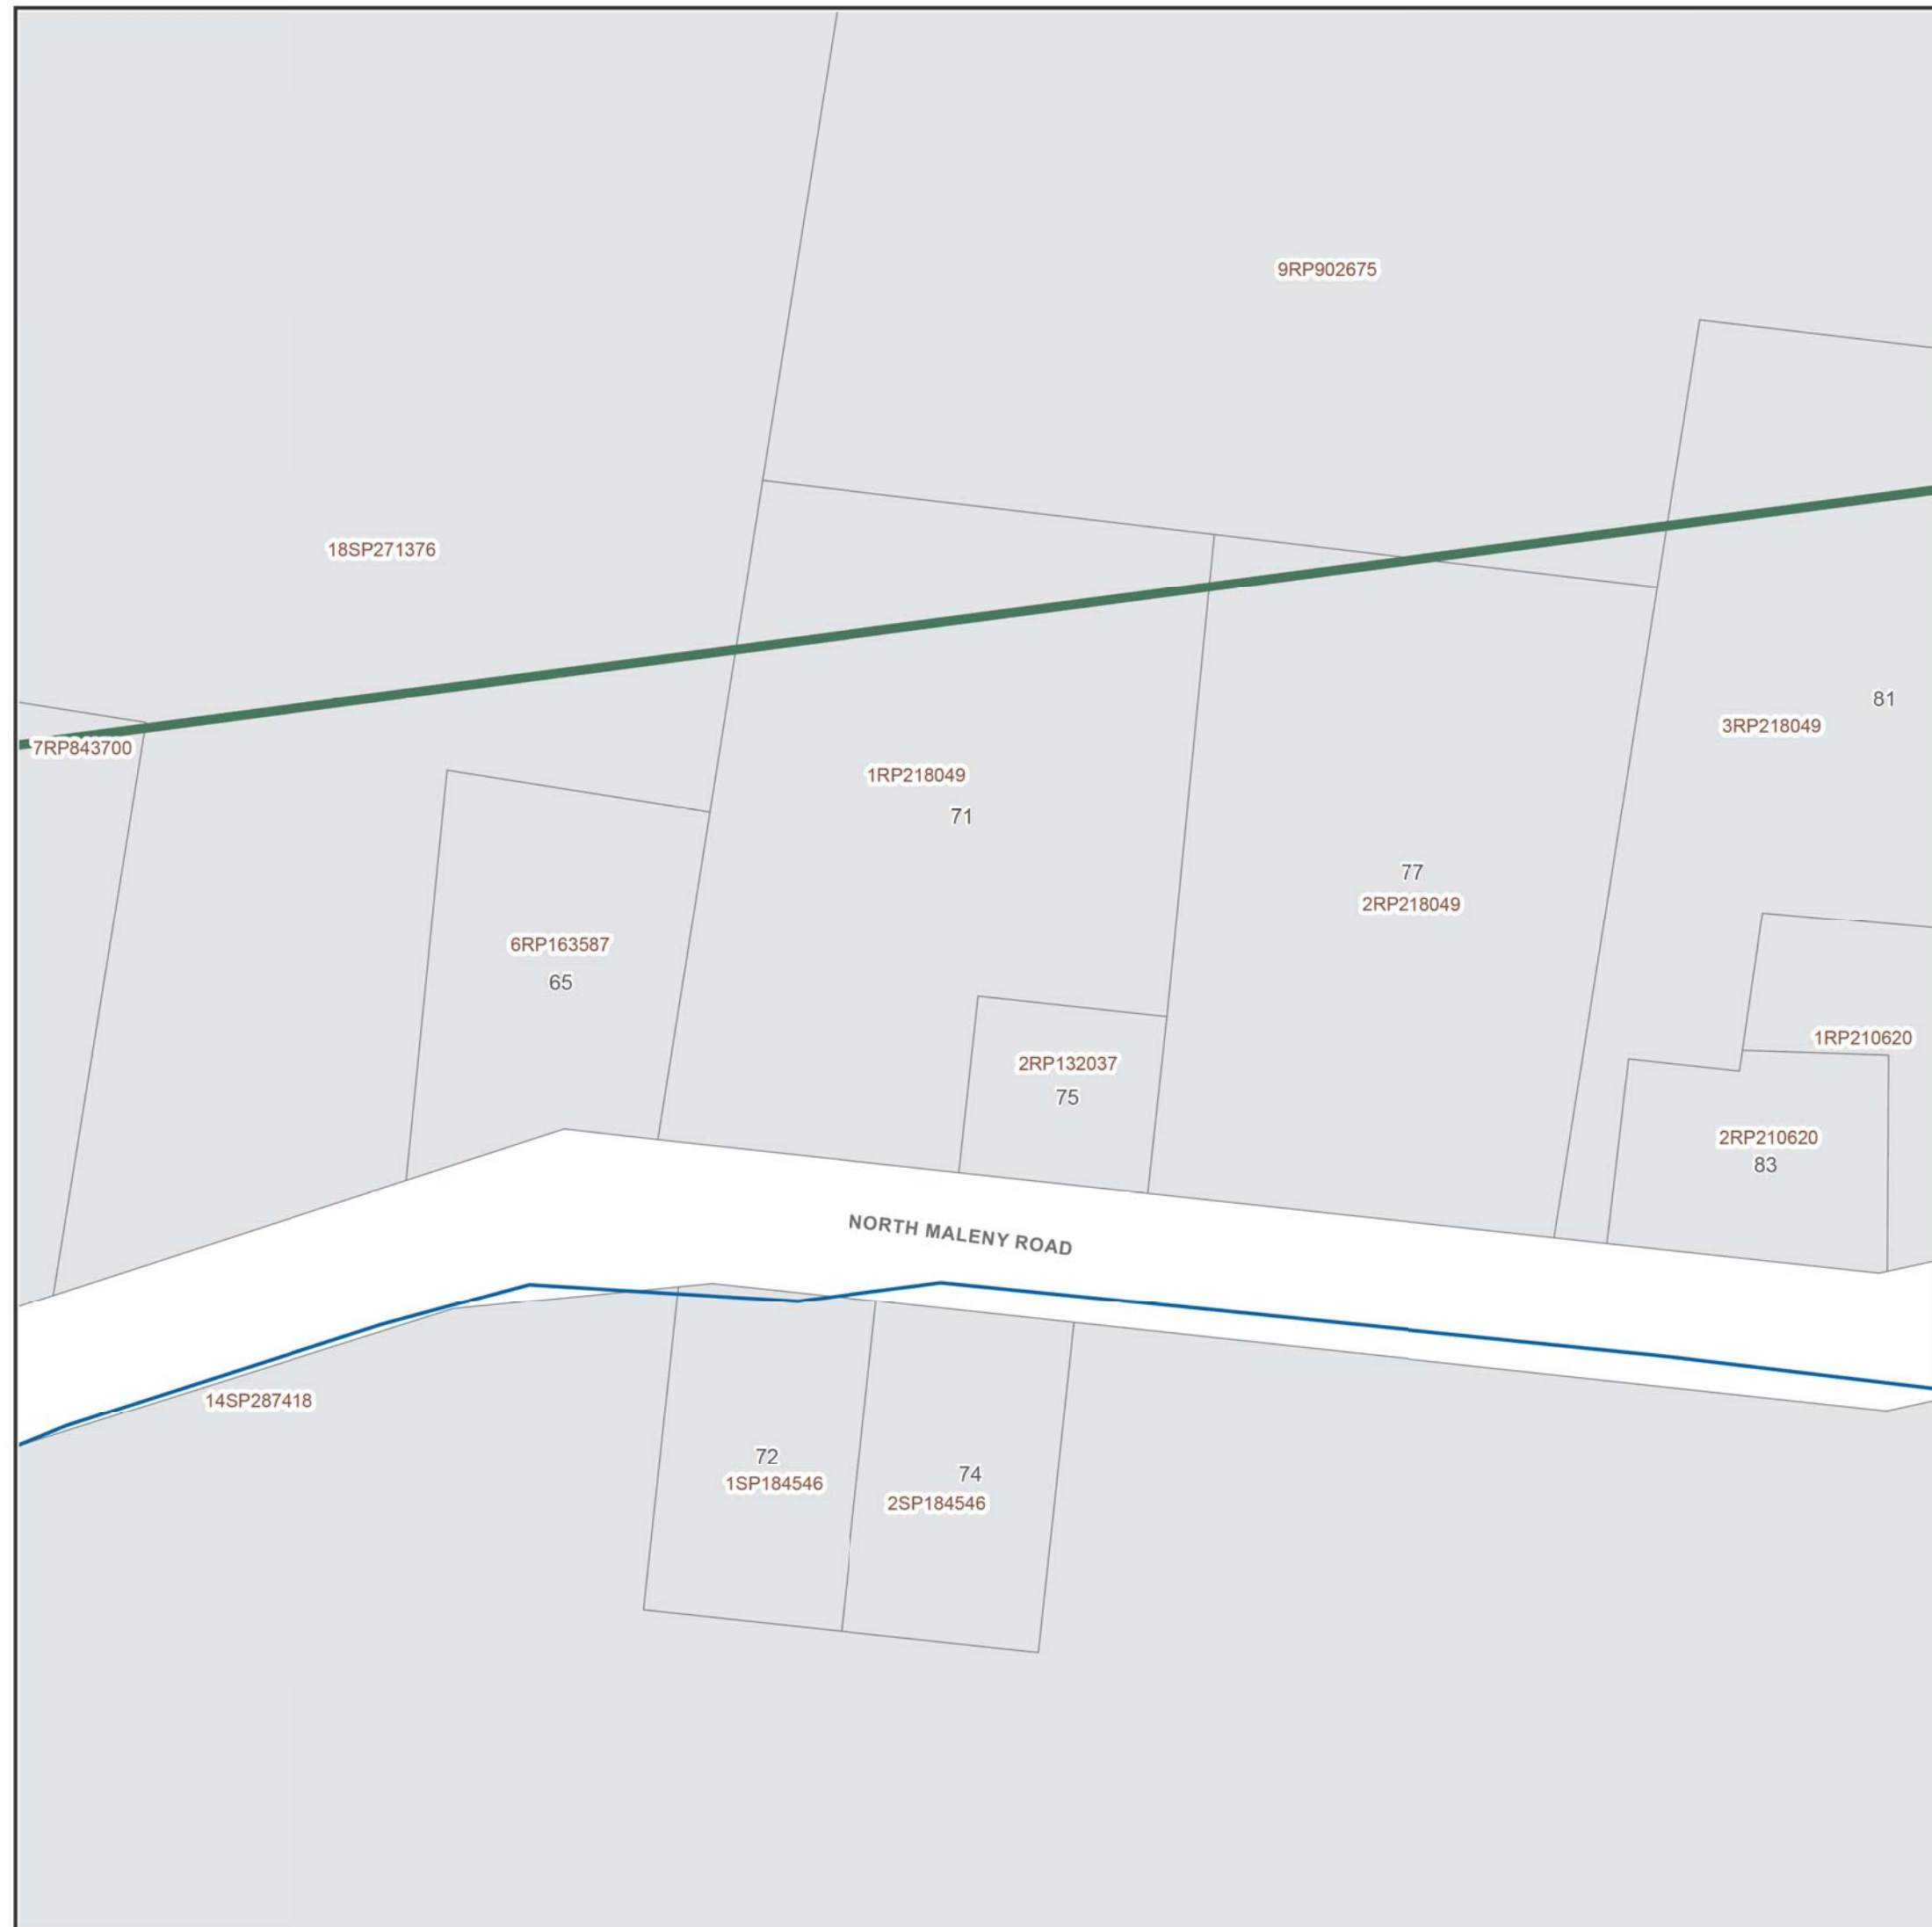 9RP902675
18SP271376
81
3RP218049
7RP843700
1RP218049
71
77
2RP218049
6RP163587
65
1RP210620
2RP132037
75
2RP210620
83
NORTH MALENY ROAD
14SP287418
72
1SP184546
74
2SP184546